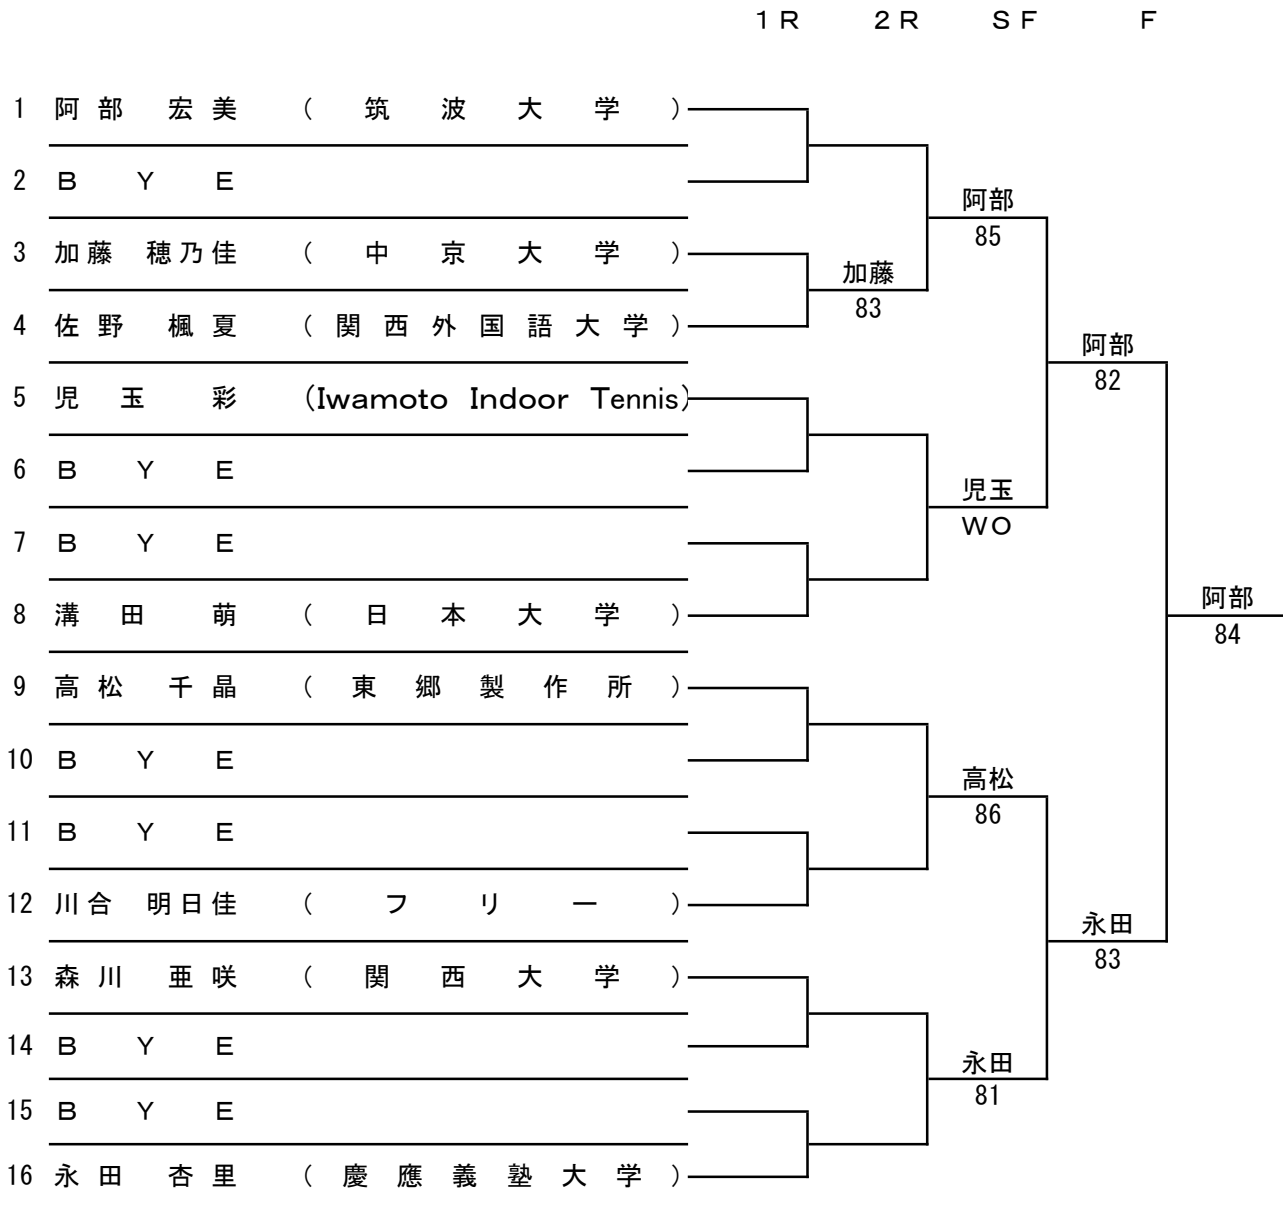 1R 2R SF F
1 阿部 宏美 (筑波大学)
2 BYE
阿部
85
3 加藤 穂乃佳 (中京大学)
加藤
83
4 佐野 楓夏 (関西外国語大学)
阿部
82
5 児玉 彩 (Iwamoto Indoor Tennis)
6 BYE
児玉
WO
7 BYE
8 溝田 萌 (日本大学)
阿部
84
9 高松 千晶 (東郷製作所)
10 BYE
高松
86
11 BYE
12 川合 明日佳 (フリー)
永田
83
13 森川 亜咲 (関西大学)
14 BYE
永田
81
15 BYE
16 永田 杏里 (慶應義塾大学)